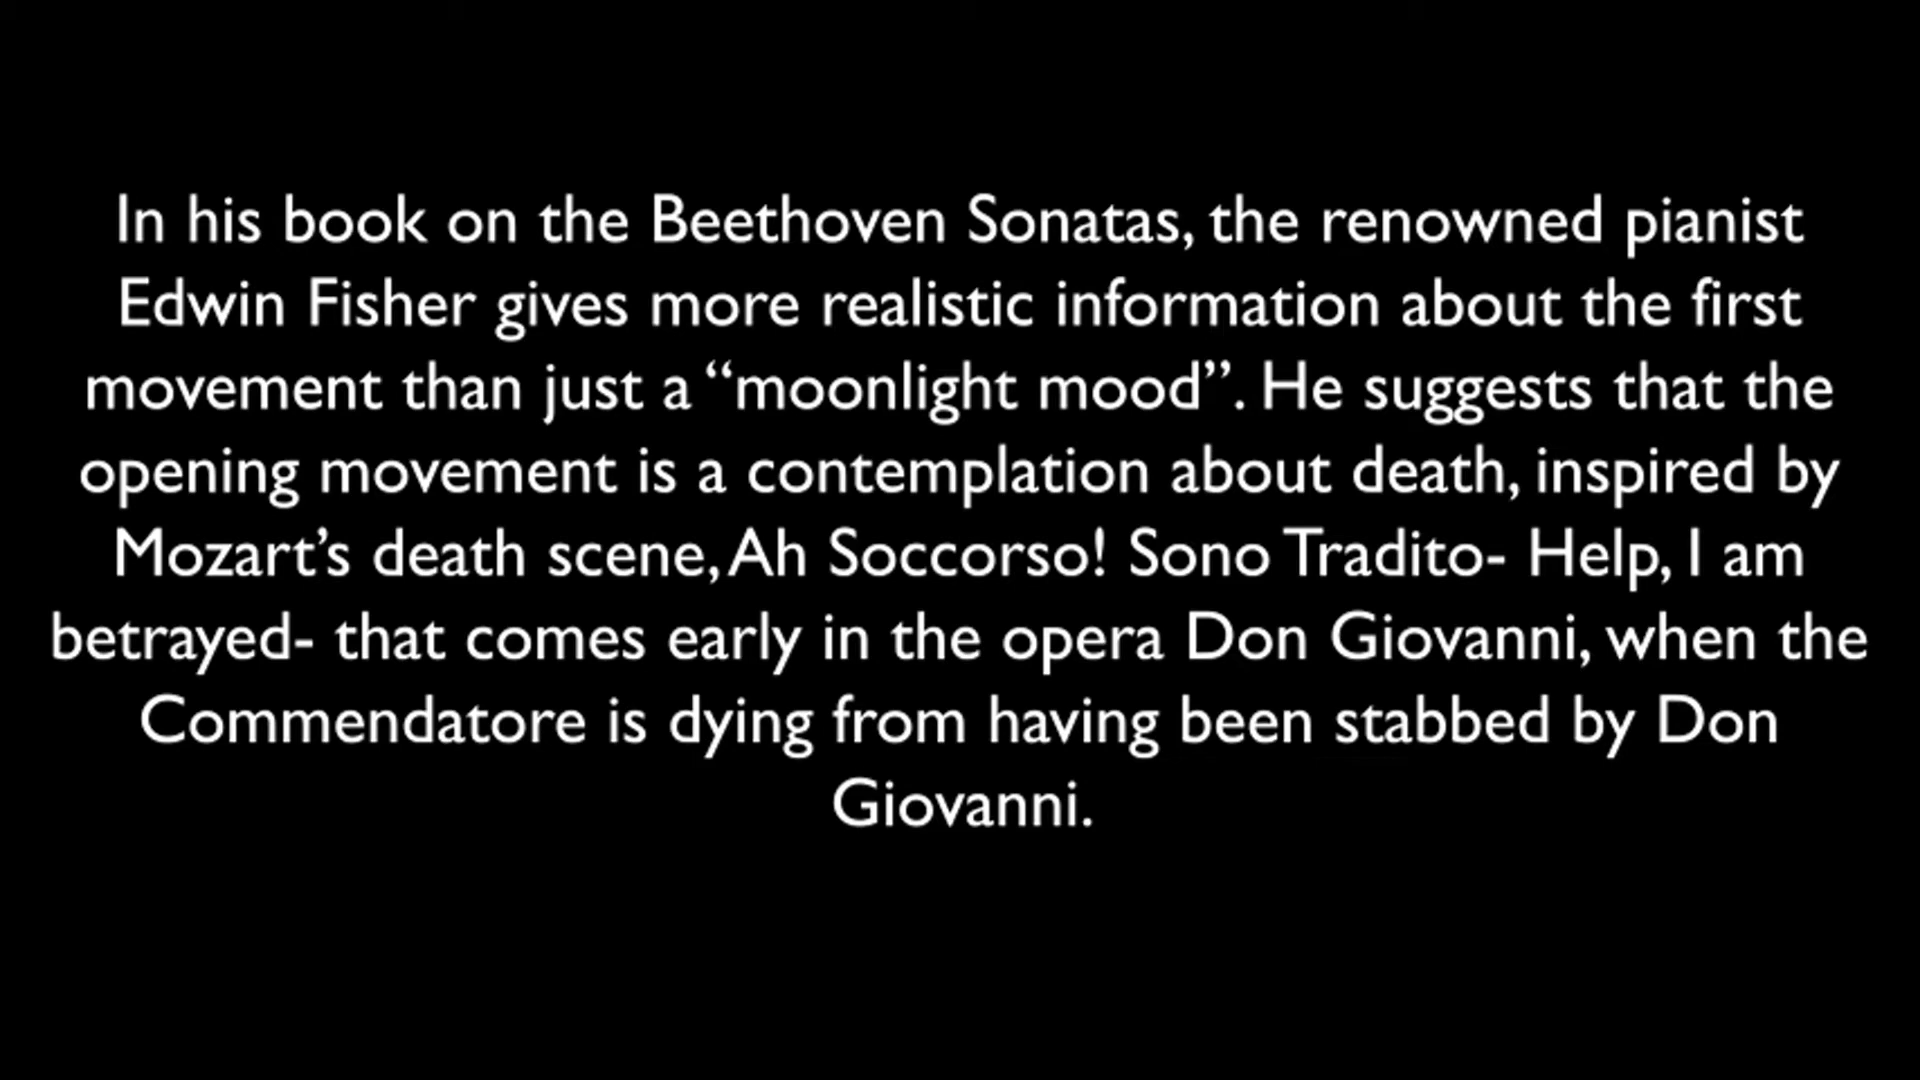 In his book on the Beethoven Sonatas, the renowned pianist
Edwin Fisher gives more realistic information about the first
movement than just a “moonlight mood”. He suggests that the
opening movement is a contemplation about death, inspired by
Mozart’s death scene, Ah Soccorso! Sono Tradito- Help, I am
betrayed- that comes early in the opera Don Giovanni, when the
Commendatore is dying from having been stabbed by Don
Giovanni.